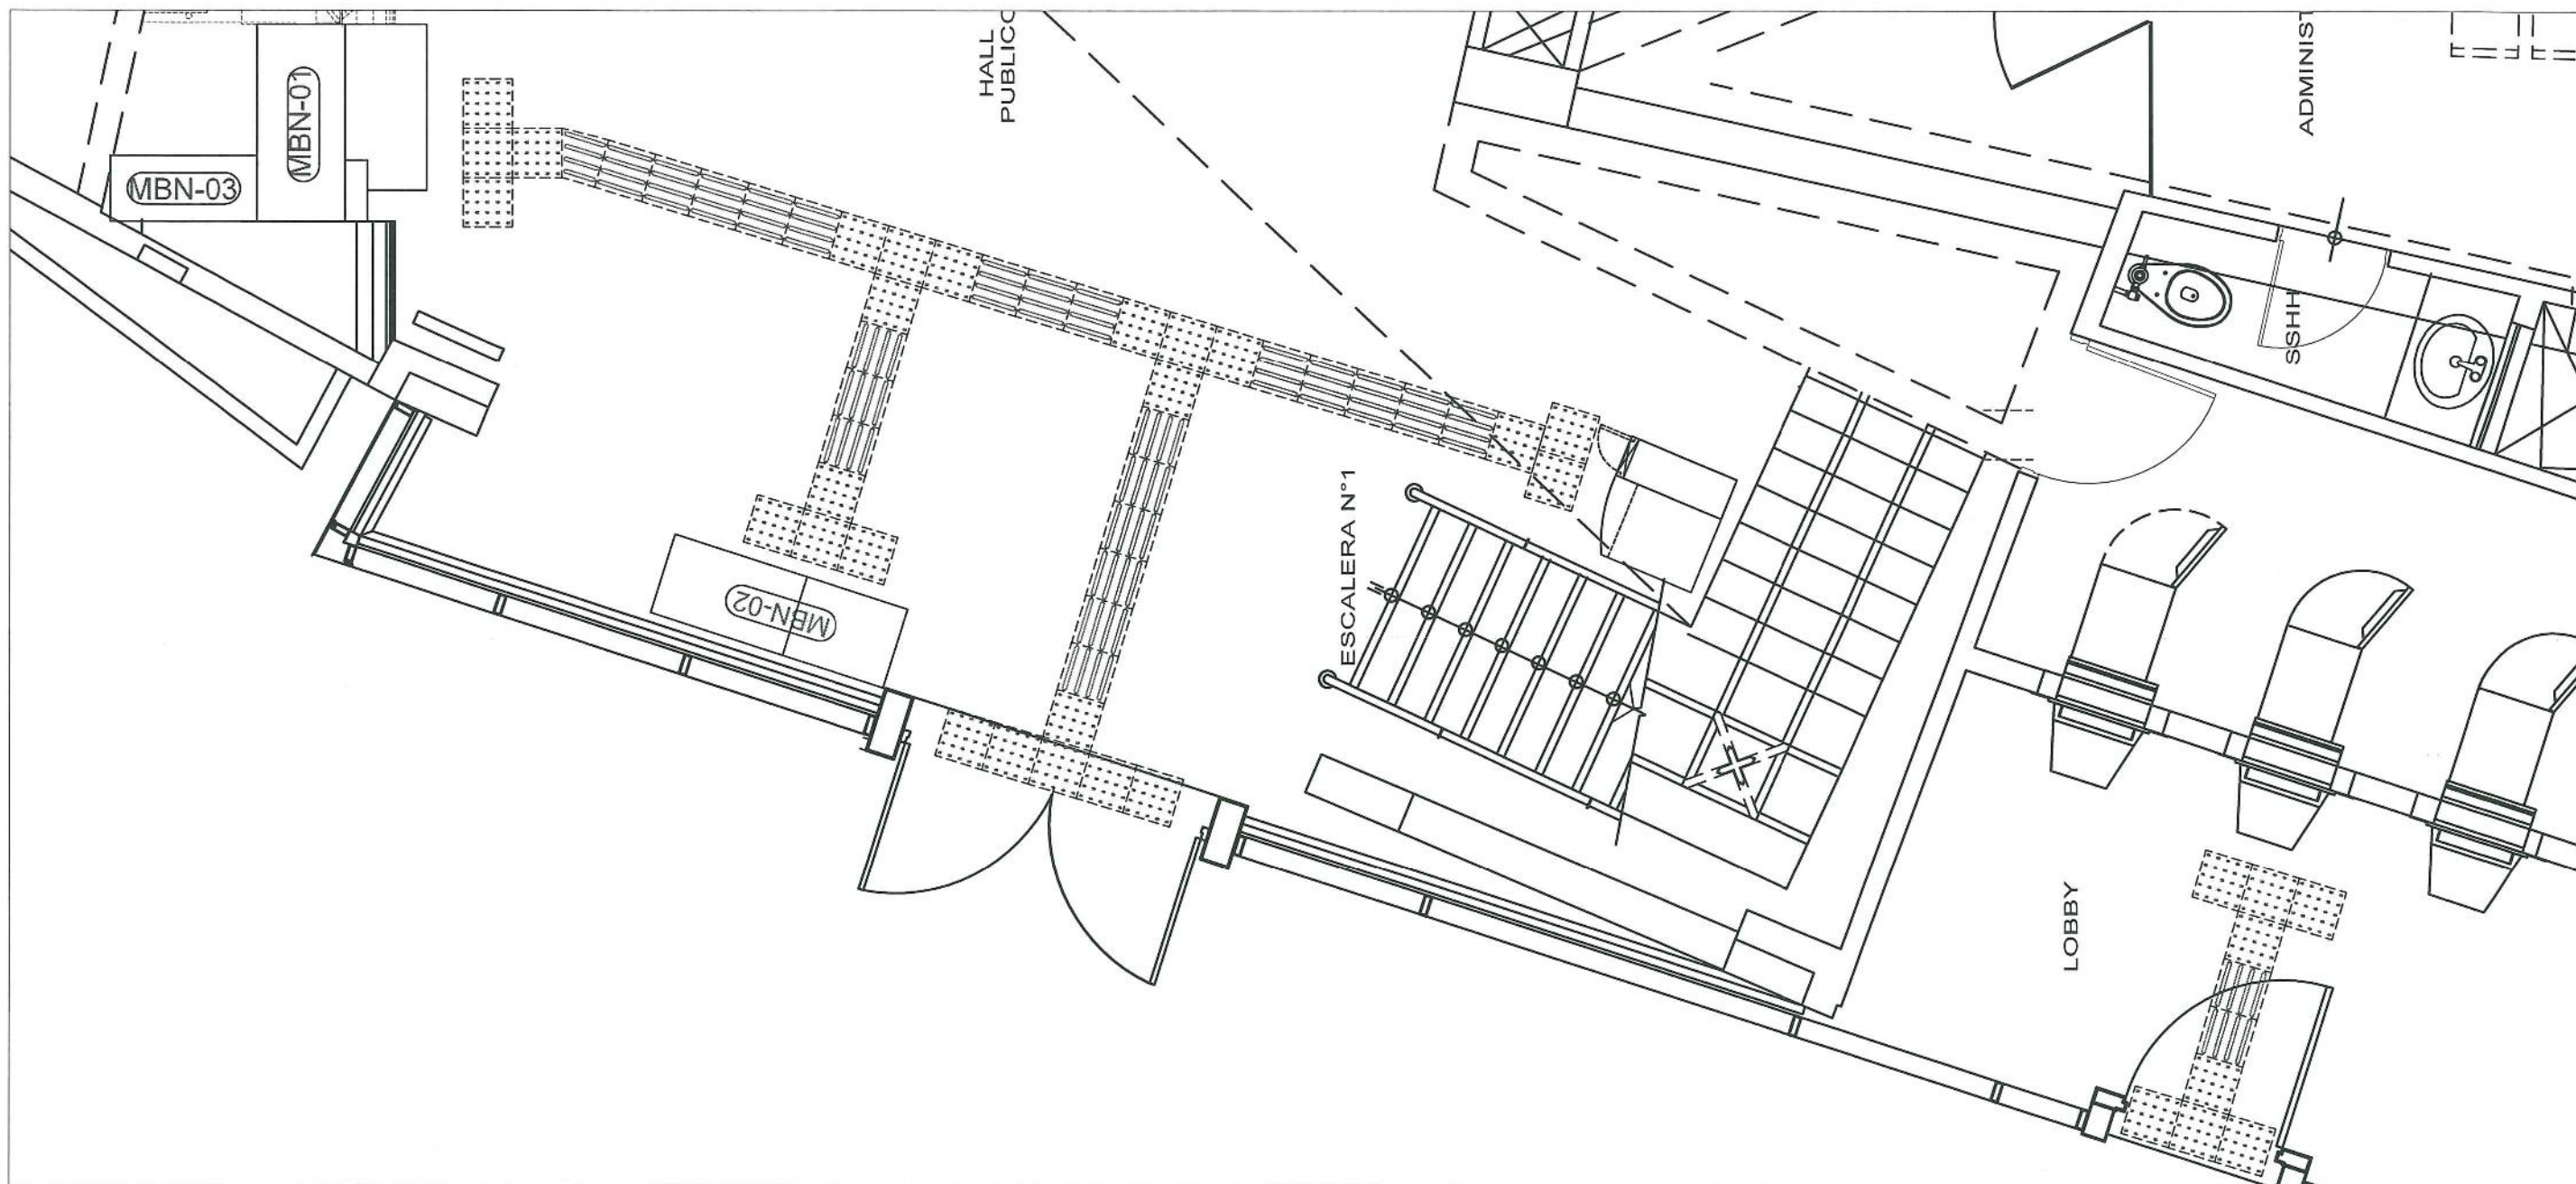 HALL
PUBLICO
ADMINIST
MBN-01
MBN-03
SSHH
ESCALERA N°1
MBN-02
LOBBY